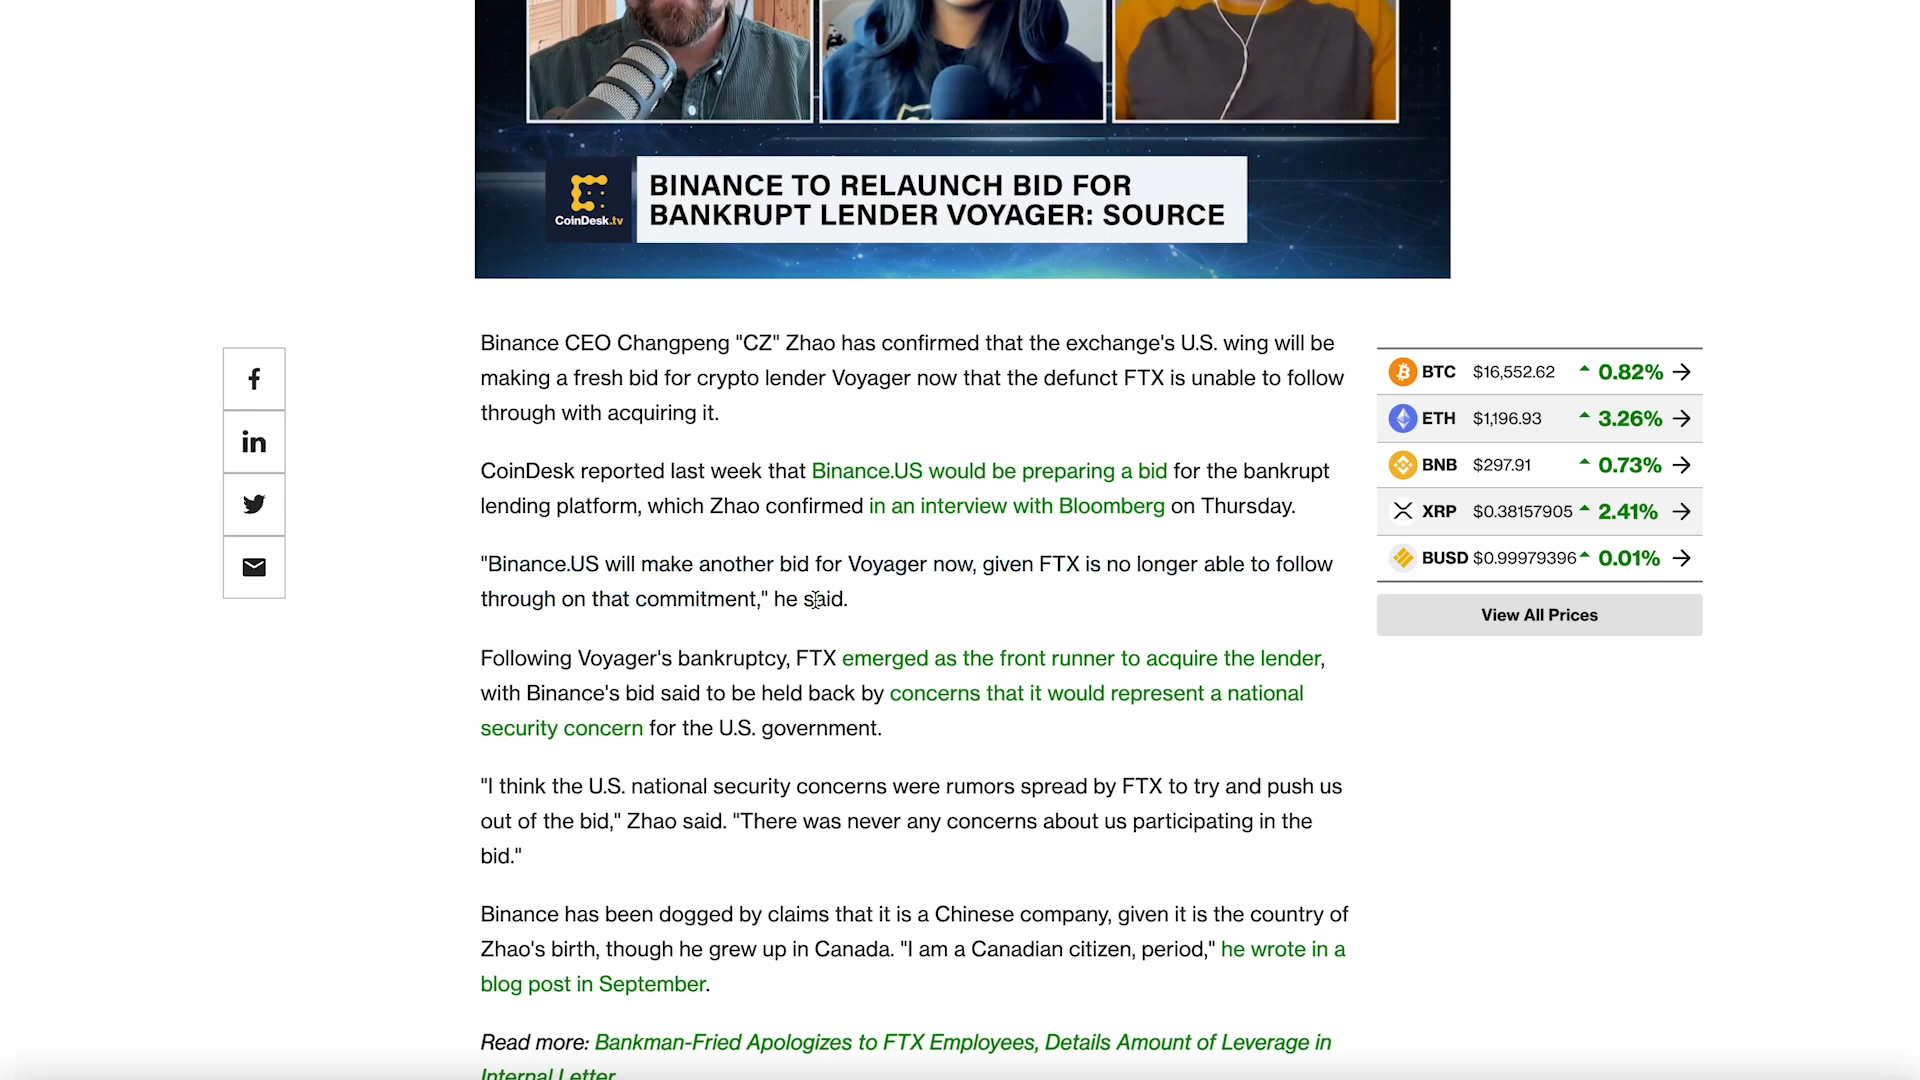 BINANCE TO RELAUNCH BID FOR
BANKRUPT LENDER VOYAGER: SOURCE
CoinDesk.tv
Binance CEO Changpeng "CZ" Zhao has confirmed that the exchange's U.S. wing will be
making a fresh bid for crypto lender Voyager now that the defunct FTX is unable to follow
through with acquiring it.
CoinDesk reported last week that Binance.US would be preparing a bid for the bankrupt
lending platform, which Zhao confirmed in an interview with Bloomberg on Thursday.
"Binance.US will make another bid for Voyager now, given FTX is no longer able to follow
through on that commitment," he said.
Following Voyager's bankruptcy, FTX emerged as the front runner to acquire the lender,
with Binance's bid said to be held back by concerns that it would represent a national
security concern for the U.S. government.
"I think the U.S. national security concerns were rumors spread by FTX to try and push us
out of the bid," Zhao said. "There was never any concerns about us participating in the
bid."
Binance has been dogged by claims that it is a Chinese company, given it is the country of
Zhao's birth, though he grew up in Canada. "I am a Canadian citizen, period," he wrote in a
blog post in September.
Read more: Bankman-Fried Apologizes to FTX Employees, Details Amount of Leverage in
Internal Letter
BTC $16,552.62 0.82%
ETH $1,196.93 3.26%
BNB $297.91 0.73%
XRP $0.38157905 2.41%
BUSD $0.99979396 0.01%
View All Prices